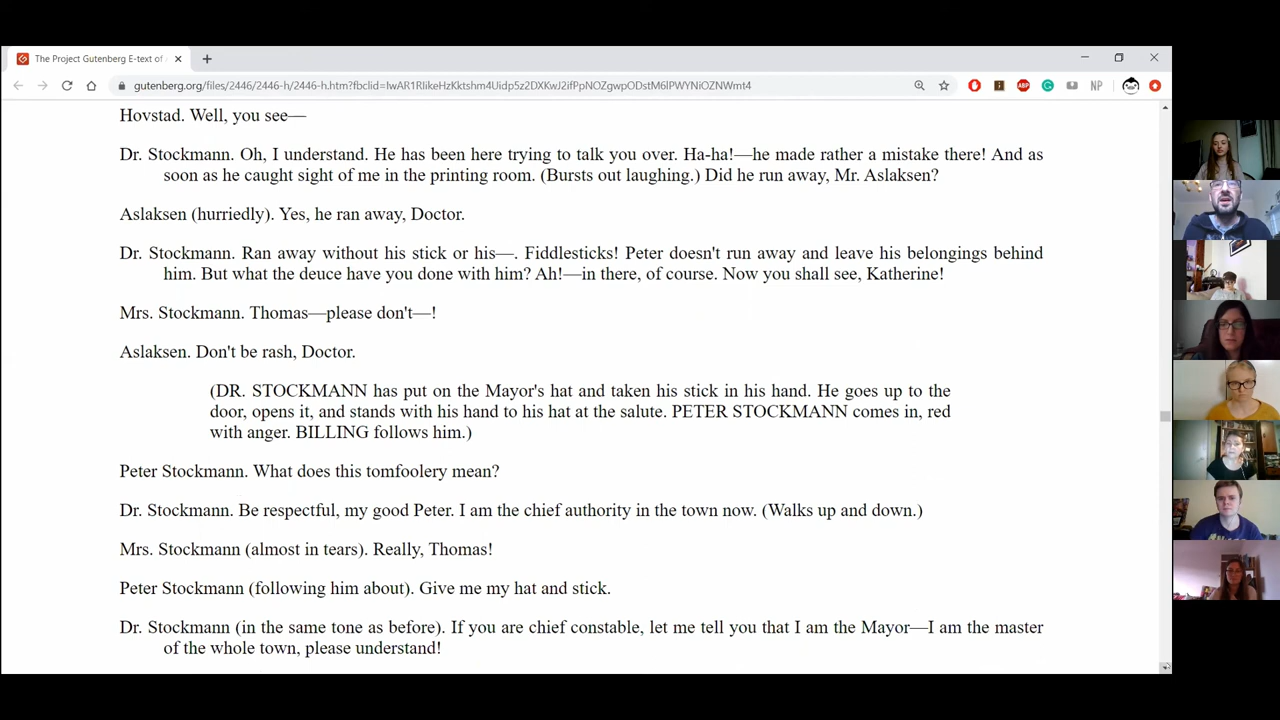 The Project Gutenberg E-text of
gutenberg.org/files/2446/2446-h/2446-h.htm?fbclid=IwAR1RIikeHzKktshm4Uidp5z2DXKwJ2ifPpNOZgwpODstM6lPWYNiOZNWmt4
ABP
NP
Hovstad. Well, you see—
Dr. Stockmann. Oh, I understand. He has been here trying to talk you over. Ha-ha!—he made rather a mistake there! And as
soon as he caught sight of me in the printing room. (Bursts out laughing.) Did he run away, Mr. Aslaksen?
Aslaksen (hurriedly). Yes, he ran away, Doctor.
Dr. Stockmann. Ran away without his stick or his—. Fiddlesticks! Peter doesn't run away and leave his belongings behind
him. But what the deuce have you done with him? Ah!—in there, of course. Now you shall see, Katherine!
Mrs. Stockmann. Thomas—please don't—!
Aslaksen. Don't be rash, Doctor.
(DR. STOCKMANN has put on the Mayor's hat and taken his stick in his hand. He goes up to the
door, opens it, and stands with his hand to his hat at the salute. PETER STOCKMANN comes in, red
with anger. BILLING follows him.)
Peter Stockmann. What does this tomfoolery mean?
Dr. Stockmann. Be respectful, my good Peter. I am the chief authority in the town now. (Walks up and down.)
Mrs. Stockmann (almost in tears). Really, Thomas!
Peter Stockmann (following him about). Give me my hat and stick.
Dr. Stockmann (in the same tone as before). If you are chief constable, let me tell you that I am the Mayor—I am the master
of the whole town, please understand!